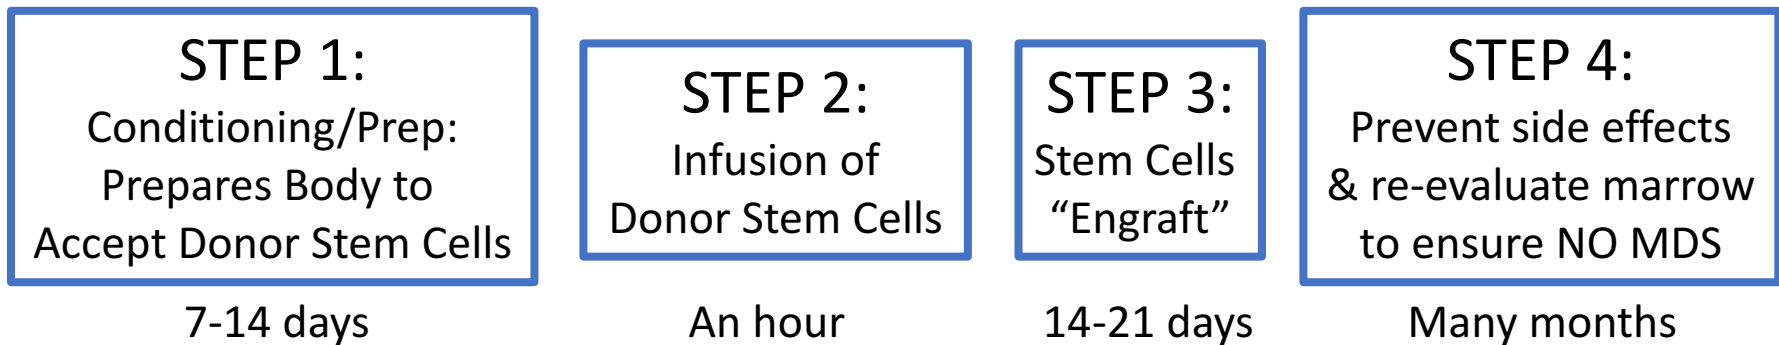 STEP 1:
Conditioning/Prep:
Prepares Body to
Accept Donor Stem Cells
7-14 days
STEP 2:
Infusion of
Donor Stem Cells
An hour
STEP 3:
Stem Cells
“Engraft”
14-21 days
STEP 4:
Prevent side effects
& re-evaluate marrow
to ensure NO MDS
Many months